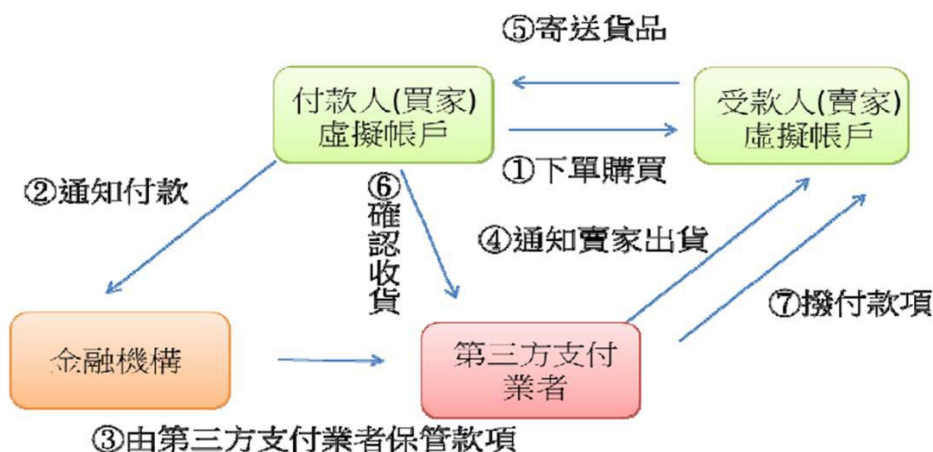 ⑤寄送貨品
付款人(買家)
虛擬帳戶
受款人(賣家)
虛擬帳戶
①下單購買
②通知付款
⑥確認收貨
④通知賣家出貨
⑦撥付款項
金融機構
第三方支付
業者
③由第三方支付業者保管款項